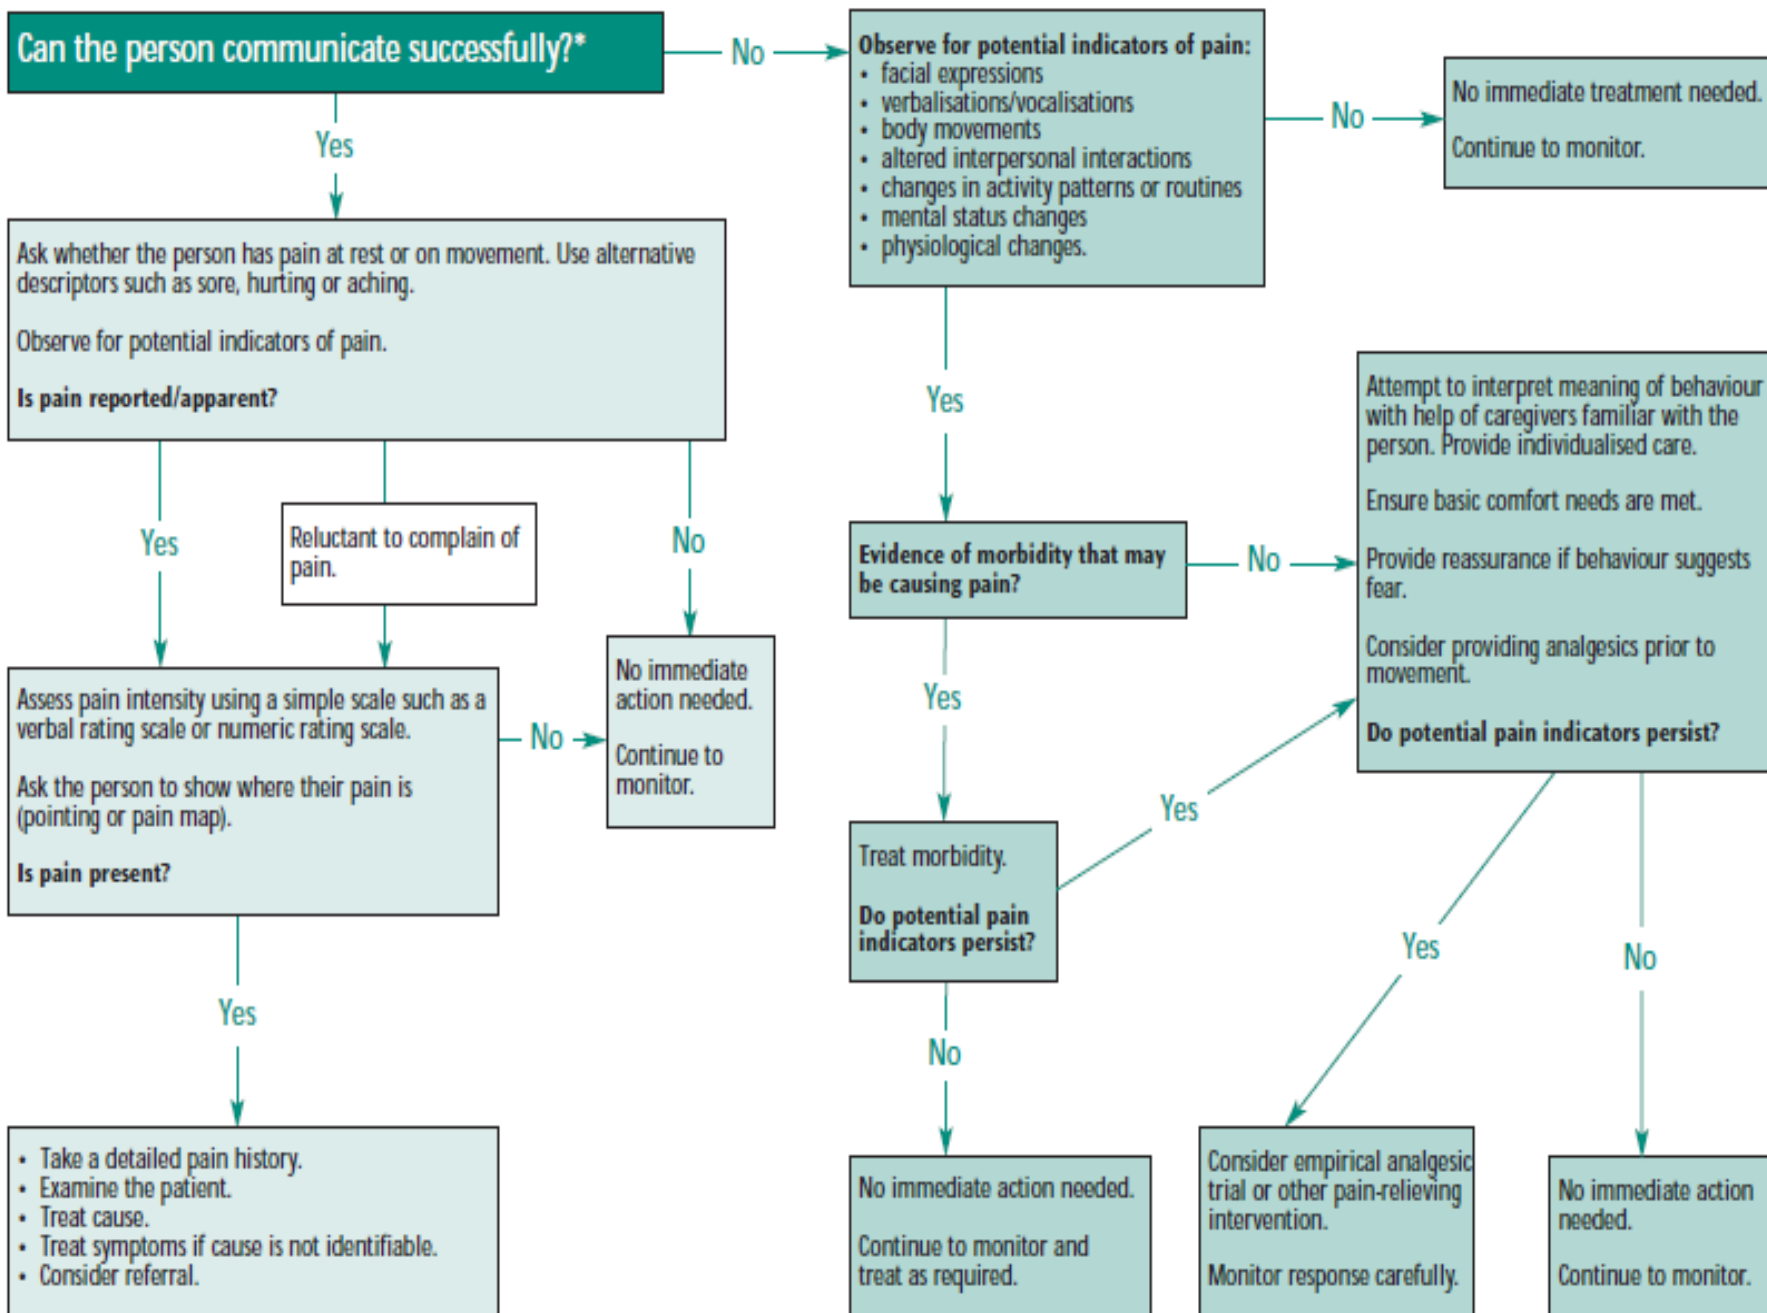 Can the person communicate successfully?*
No
Observe for potential indicators of pain:
• facial expressions
• verbalisations/vocalisations
• body movements
• altered interpersonal interactions
• changes in activity patterns or routines
• mental status changes
• physiological changes.
No
No immediate treatment needed.
Continue to monitor.
Yes
Ask whether the person has pain at rest or on movement. Use alternative
descriptors such as sore, hurting or aching.
Observe for potential indicators of pain.
Is pain reported/apparent?
Yes
Reluctant to complain of
pain.
No
Assess pain intensity using a simple scale such as a
verbal rating scale or numeric rating scale.
Ask the person to show where their pain is
(pointing or pain map).
Is pain present?
No
No immediate
action needed.
Continue to
monitor.
Yes
• Take a detailed pain history.
• Examine the patient.
• Treat cause.
• Treat symptoms if cause is not identifiable.
• Consider referral.
Yes
Evidence of morbidity that may
be causing pain?
No
Attempt to interpret meaning of behaviour
with help of caregivers familiar with the
person. Provide individualised care.
Ensure basic comfort needs are met.
Provide reassurance if behaviour suggests
fear.
Consider providing analgesics prior to
movement.
Do potential pain indicators persist?
Yes
Treat morbidity.
Do potential pain
indicators persist?
Yes
No
No immediate action needed.
Continue to monitor and
treat as required.
Yes
Consider empirical analgesic
trial or other pain-relieving
intervention.
Monitor response carefully.
No
No immediate action
needed.
Continue to monitor.